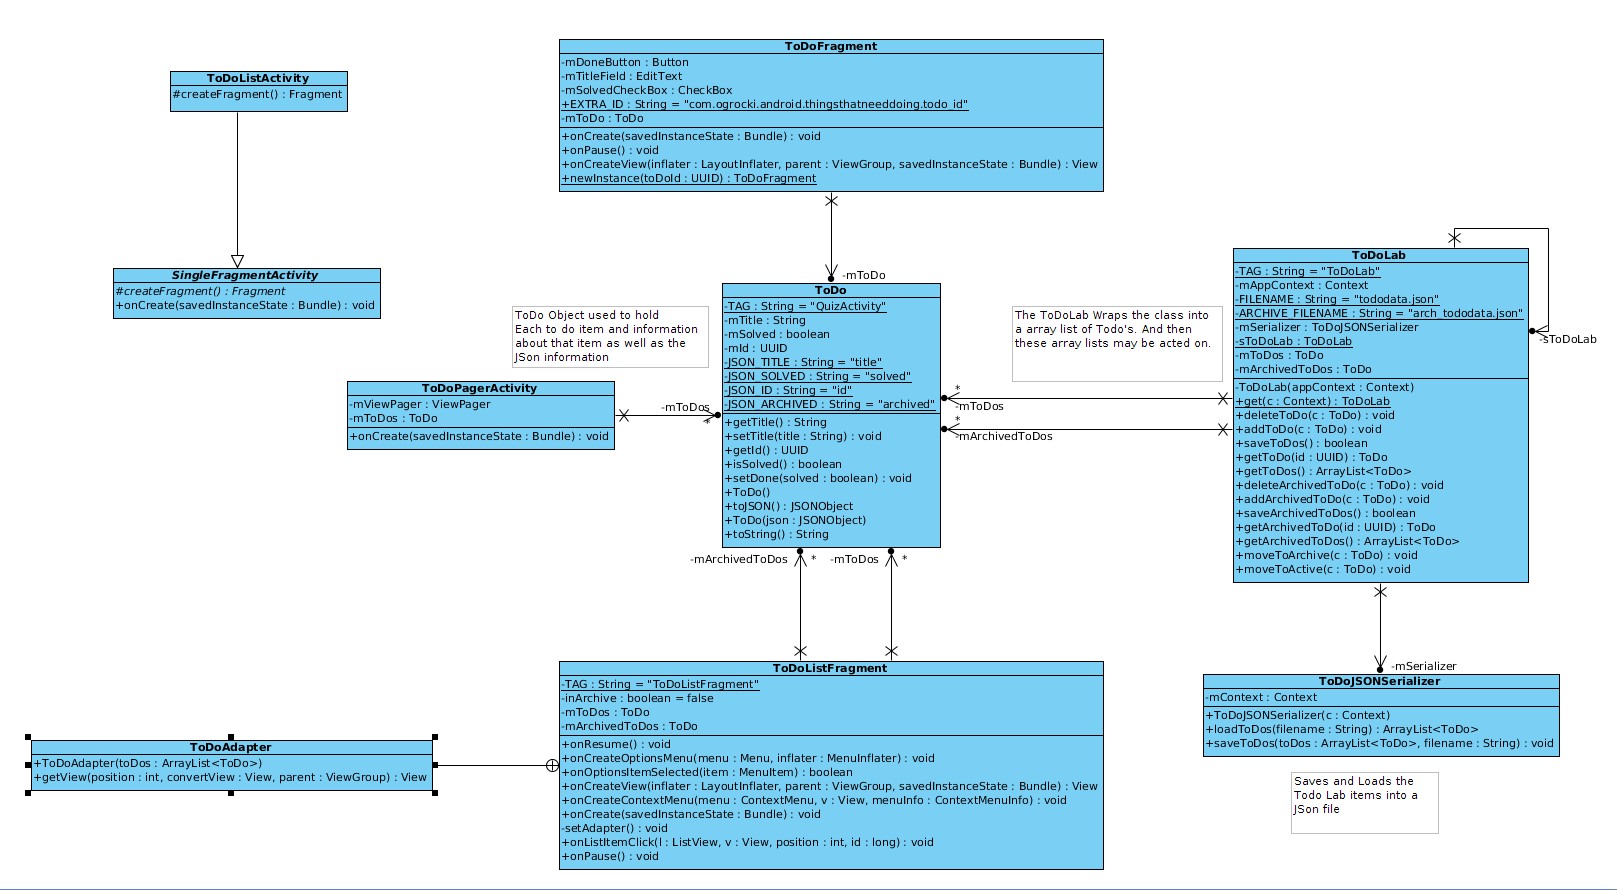 ToDoFragment
-mDoneButton : Button
-mTitleField : EditText
-mSolvedCheckBox : CheckBox
+EXTRA_ID : String = "com.ogrocki.android.thingsthatneeddoing.todo_id"
-mToDo : ToDo
+onCreate(savedInstanceState : Bundle) : void
+onPause() : void
+onCreateView(inflater : LayoutInflater, parent : ViewGroup, savedInstanceState : Bundle) : View
+newInstance(toDoId : UUID) : ToDoFragment
ToDoListActivity
#createFragment() : Fragment
SingleFragmentActivity
#createFragment() : Fragment
+onCreate(savedInstanceState : Bundle) : void
-mToDo
ToDo
-TAG : String = "QuizActivity"
-mTitle : String
-mSolved : boolean
-mId : UUID
-JSON_TITLE : String = "title"
-JSON_SOLVED : String = "solved"
-JSON_ID : String = "id"
-JSON_ARCHIVED : String = "archived"
+getTitle() : String
+setTitle(title : String) : void
+getId() : UUID
+isSolved() : boolean
+setDone(solved : boolean) : void
+ToDo()
+toJSON() : JSONObject
+ToDo(json : JSONObject)
+toString() : String
ToDo Object used to hold
Each to do item and information
about that item as well as the
JSon information
ToDoPagerActivity
-mViewPager : ViewPager
-mToDos : ToDo
+onCreate(savedInstanceState : Bundle) : void
-mToDos
*
The ToDoLab Wraps the class into
a array list of Todo's. And then
these array lists may be acted on.
*
-mToDos
*
-mArchivedToDos
ToDoLab
-TAG : String = "ToDoLab"
-mAppContext : Context
-FILENAME : String = "tododata.json"
-ARCHIVE_FILENAME : String = "arch_tododata.json"
-mSerializer : ToDoJSONSerializer
-sToDoLab : ToDoLab
-mToDos : ToDo
-mArchivedToDos : ToDo
-ToDoLab(appContext : Context)
+get(c : Context) : ToDoLab
+deleteToDo(c : ToDo) : void
+addToDo(c : ToDo) : void
+saveToDos() : boolean
+getToDo(id : UUID) : ToDo
+getToDos() : ArrayList<ToDo>
+deleteArchivedToDo(c : ToDo) : void
+addArchivedToDo(c : ToDo) : void
+saveArchivedToDos() : boolean
+getArchivedToDo(id : UUID) : ToDo
+getArchivedToDos() : ArrayList<ToDo>
+moveToArchive(c : ToDo) : void
+moveToActive(c : ToDo) : void
-sToDoLab
-mArchivedToDos *
-mToDos *
ToDoListFragment
-TAG : String = "ToDoListFragment"
-inArchive : boolean = false
-mToDos : ToDo
-mArchivedToDos : ToDo
+onResume() : void
+onCreateOptionsMenu(menu : Menu, inflater : MenuInflater) : void
+onOptionsItemSelected(item : MenuItem) : boolean
+onCreateView(inflater : LayoutInflater, parent : ViewGroup, savedInstanceState : Bundle) : View
+onCreateContextMenu(menu : ContextMenu, v : View, menuInfo : ContextMenuInfo) : void
+onCreate(savedInstanceState : Bundle) : void
-setAdapter() : void
+onListItemClick(l : ListView, v : View, position : int, id : long) : void
+onPause() : void
ToDoAdapter
+ToDoAdapter(toDos : ArrayList<ToDo>)
+getView(position : int, convertView : View, parent : ViewGroup) : View
-mSerializer
ToDoJSONSerializer
-mContext : Context
+ToDoJSONSerializer(c : Context)
+loadToDos(filename : String) : ArrayList<ToDo>
+saveToDos(toDos : ArrayList<ToDo>, filename : String) : void
Saves and Loads the
Todo Lab items into a
JSon file